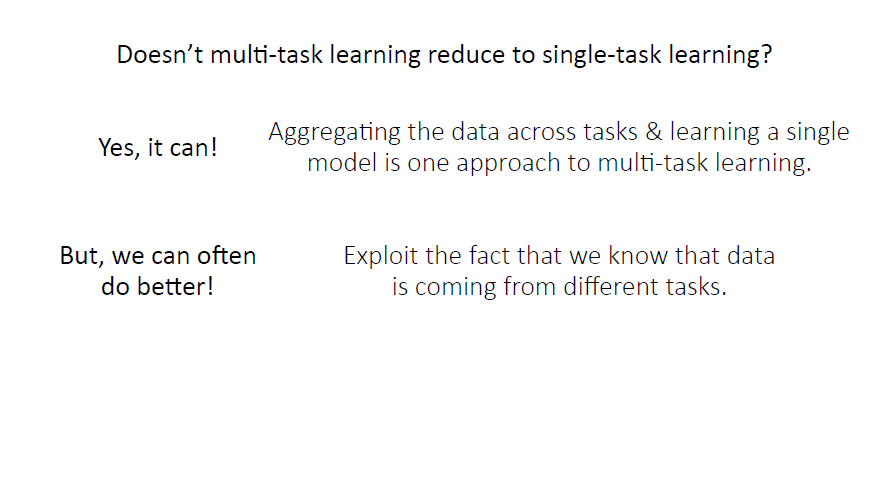 Doesn’t multi-task learning reduce to single-task learning?
Yes, it can!
Aggregating the data across tasks & learning a single
model is one approach to multi-task learning.
But, we can often
do better!
Exploit the fact that we know that data
is coming from different tasks.